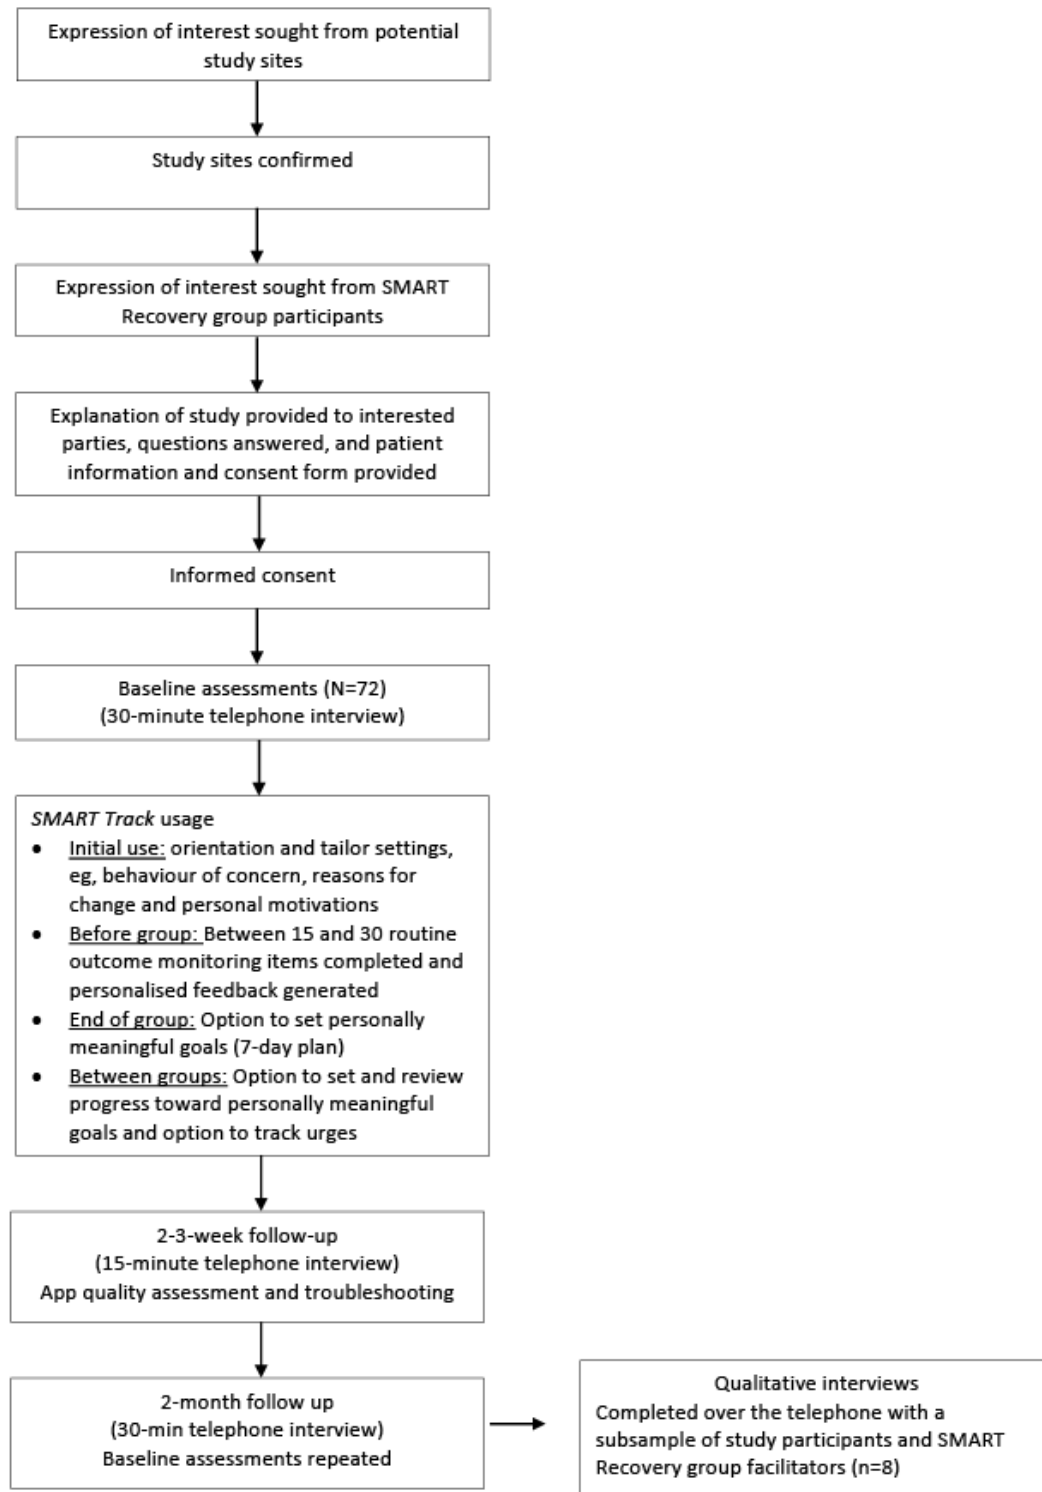 Expression of interest sought from potential
study sites
Study sites confirmed
Expression of interest sought from SMART
Recovery group participants
Explanation of study provided to interested
parties, questions answered, and patient
information and consent form provided
Informed consent
Baseline assessments (N=72)
(30-minute telephone interview)
SMART Track usage
● Initial use: orientation and tailor settings,
eg, behaviour of concern, reasons for
change and personal motivations
● Before group: Between 15 and 30 routine
outcome monitoring items completed and
personalised feedback generated
● End of group: Option to set personally
meaningful goals (7-day plan)
● Between groups: Option to set and review
progress toward personally meaningful
goals and option to track urges
2-3-week follow-up
(15-minute telephone interview)
App quality assessment and troubleshooting
2-month follow up
(30-min telephone interview)
Baseline assessments repeated
Qualitative interviews
Completed over the telephone with a
subsample of study participants and SMART
Recovery group facilitators (n=8)